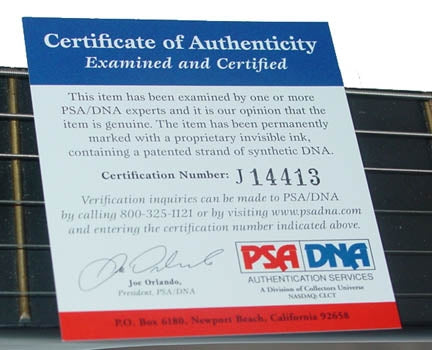 Certificate of Authenticity
Examined and Certified
This item has been examined by one or more
PSA/DNA experts and it is our opinion that the
item is genuine. The item has been permanently
marked with a proprietary invisible ink,
containing a patented strand of synthetic DNA.
Certification Number: J14413
Verification inquiries can be made to PSA/DNA
by calling 800-325-1121 or by visiting www.psadna.com
and entering the certification number indicated above.
Joe Orlando
Joe Orlando,
President, PSA/DNA
PSA DNA
AUTHENTICATION SERVICES
A Division of Collectors Universe
NASDAQ: CLCT
P.O. Box 6180, Newport Beach, California 92658